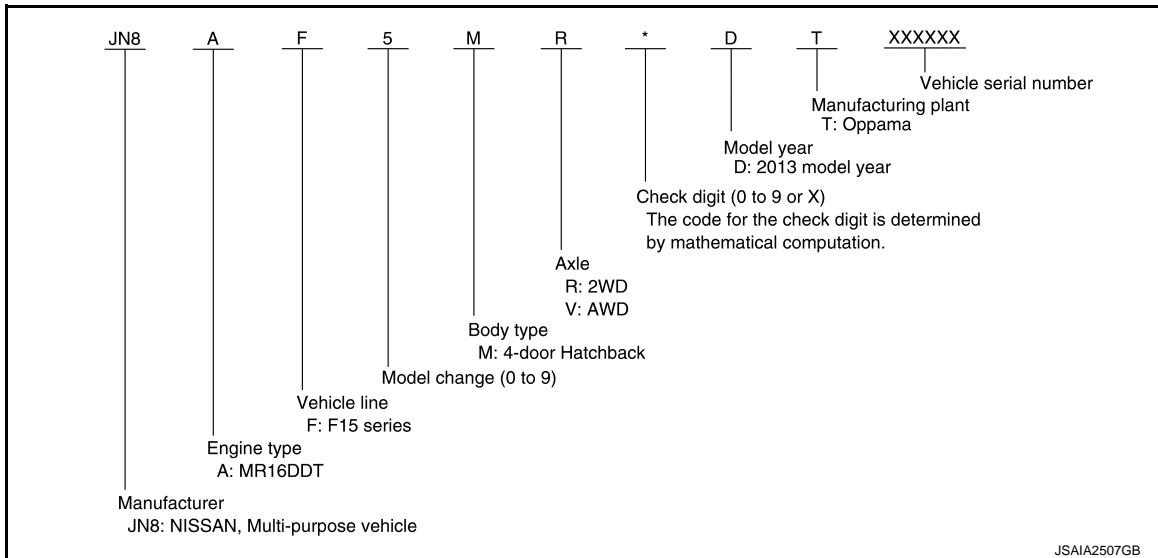 JN8 A F 5 M R * D T XXXXXX
Vehicle serial number
Manufacturing plant
T: Oppama
Model year
D: 2013 model year
Check digit (0 to 9 or X)
The code for the check digit is determined
by mathematical computation.
Axle
R: 2WD
V: AWD
Body type
M: 4-door Hatchback
Model change (0 to 9)
Vehicle line
F: F15 series
Engine type
A: MR16DDT
Manufacturer
JN8: NISSAN, Multi-purpose vehicle
JSAIA2507GB